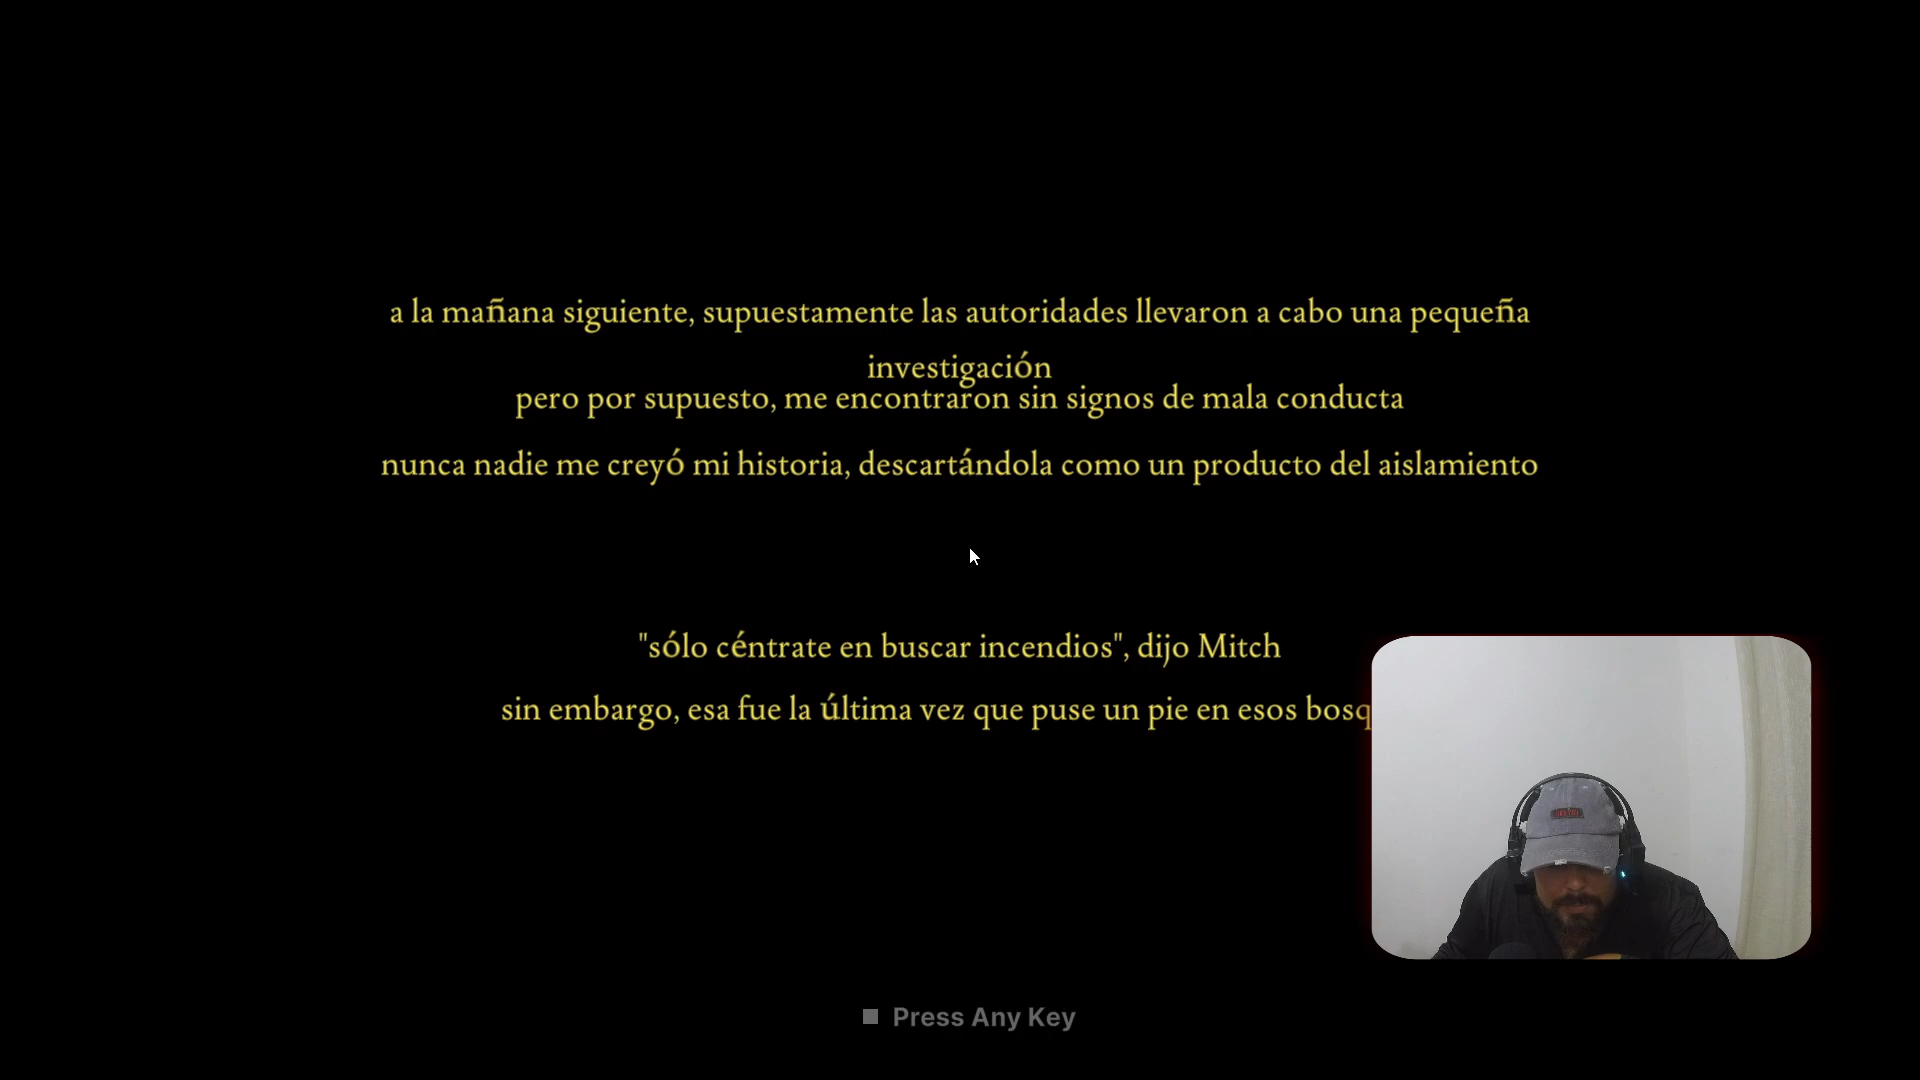 a la mañana siguiente, supuestamente las autoridades llevaron a cabo una pequeña
investigación
pero por supuesto, me encontraron sin signos de mala conducta
nunca nadie me creyó mi historia, descartándola como un producto del aislamiento
"sólo céntrate en buscar incendios", dijo Mitch
sin embargo, esa fue la última vez que puse un pie en esos
Press Any Key